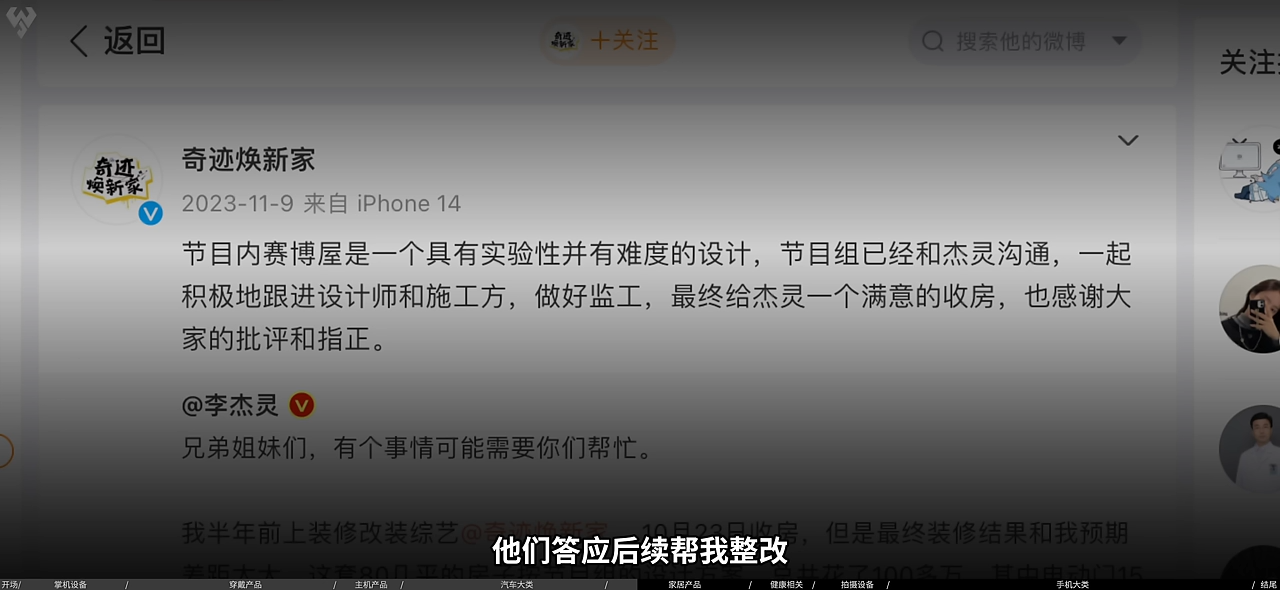 返回
奇迹焕新家
十关注
搜索他的微博
关注
奇迹
焕新家
奇迹焕新家
2023-11-9 来自 iPhone 14
节目内赛博屋是一个具有实验性并有难度的设计，节目组已经和杰灵沟通，一起
积极地跟进设计师和施工方，做好监工，最终给杰灵一个满意的收房，也感谢大
家的批评和指正。
@李杰灵
兄弟姐妹们，有个事情可能需要你们帮忙。
我半年前上装修改装综艺@奇迹焕新家，10月23日收房，但是最终装修结果和我预期
他们答应后续帮我整改
开场/ 掌机设备 / 穿戴产品 / 主机产品 / 汽车大类 / 家居产品 / 健康相关 / 拍摄设备 / 手机大类 / 结尾